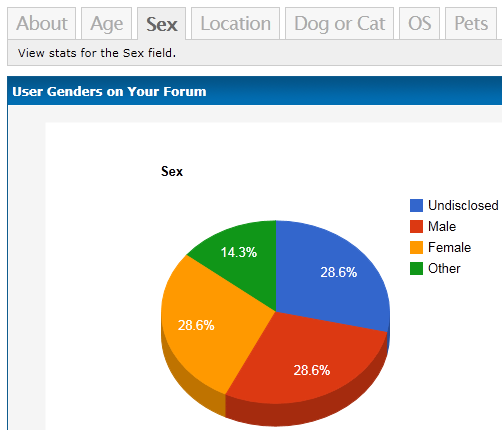 About Age Sex Location Dog or Cat OS Pets
View stats for the Sex field.
User Genders on Your Forum
Sex
Undisclosed
Male
Female
Other
14.3%
28.6%
28.6%
28.6%